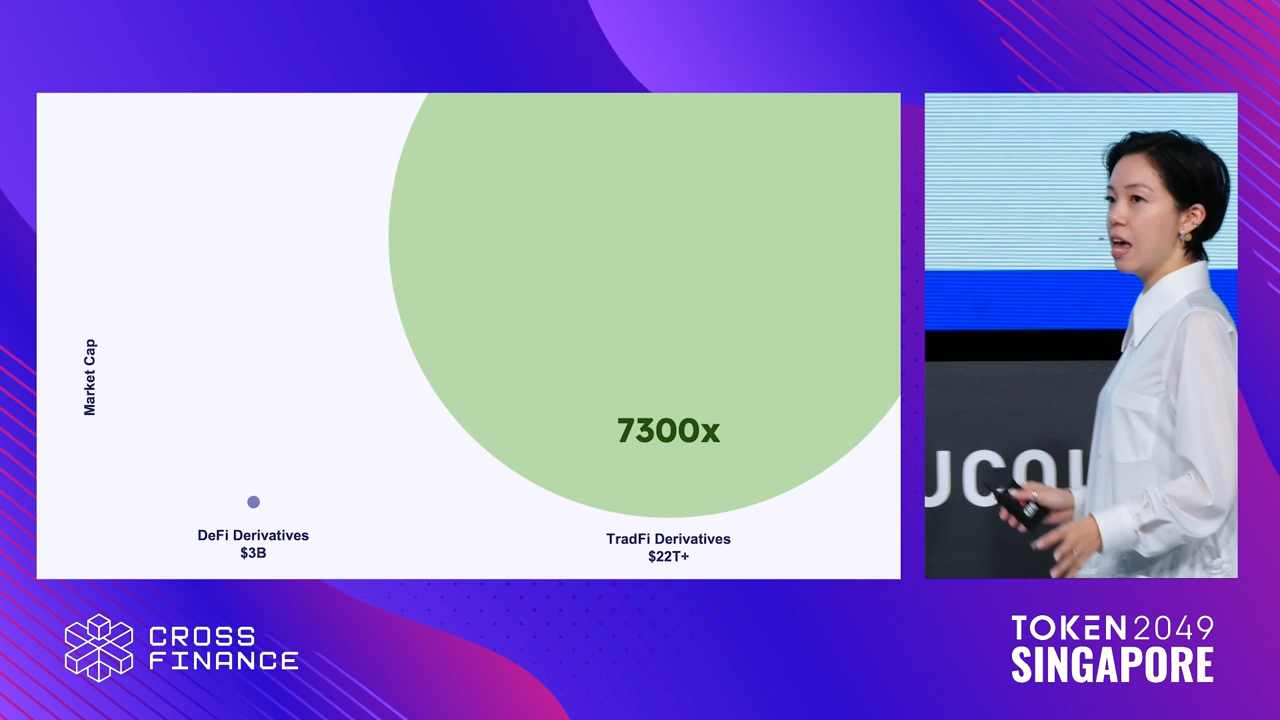 Market Cap
7300x
DeFi Derivatives
$3B
TradFi Derivatives
$22T+
CROSS
FINANCE
TOKEN2049
SINGAPORE